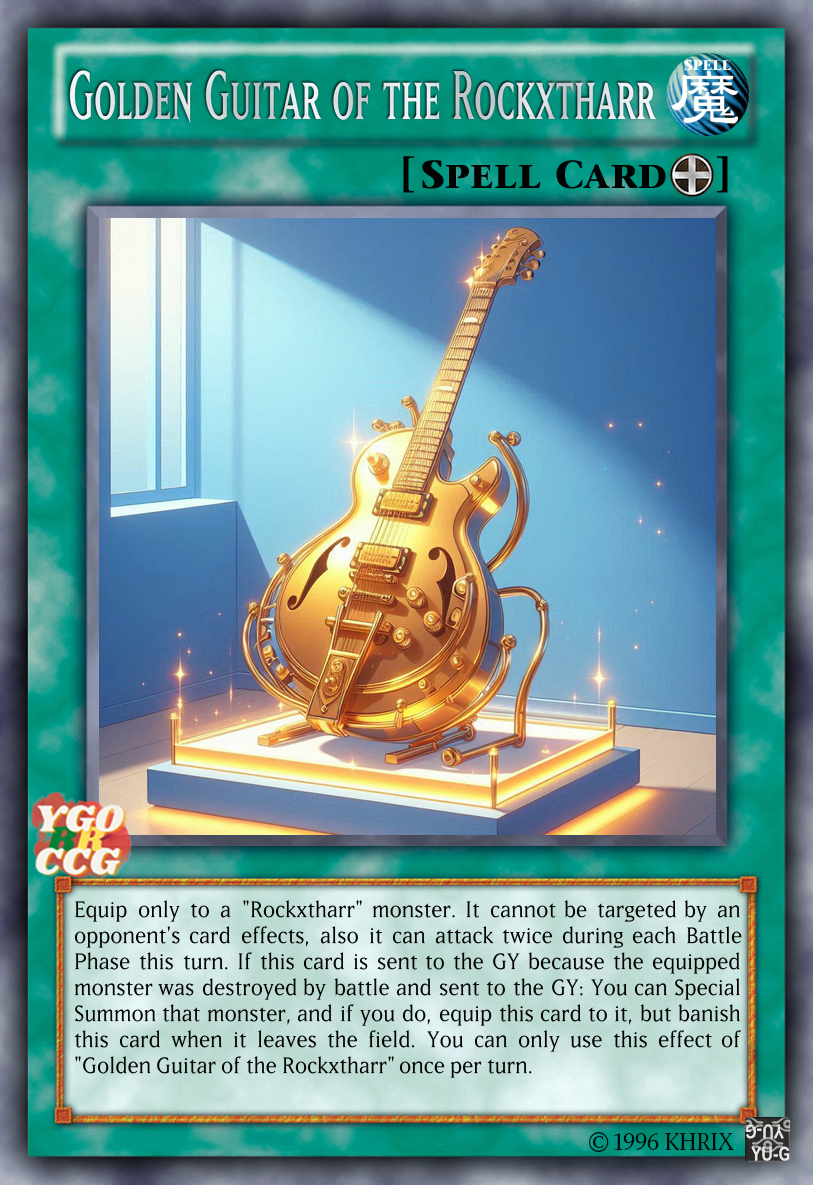 GOLDEN GUITAR OF THE ROCKXTHARR
SPELL
魔
[SPELL CARD]
YGO
BR
CCG
Equip only to a "Rockxtharr" monster. It cannot be targeted by an
opponent's card effects, also it can attack twice during each Battle
Phase this turn. If this card is sent to the GY because the equipped
monster was destroyed by battle and sent to the GY: You can Special
Summon that monster, and if you do, equip this card to it, but banish
this card when it leaves the field. You can only use this effect of
"Golden Guitar of the Rockxtharr" once per turn.
© 1996 KHRIX
YU-G
YU-G